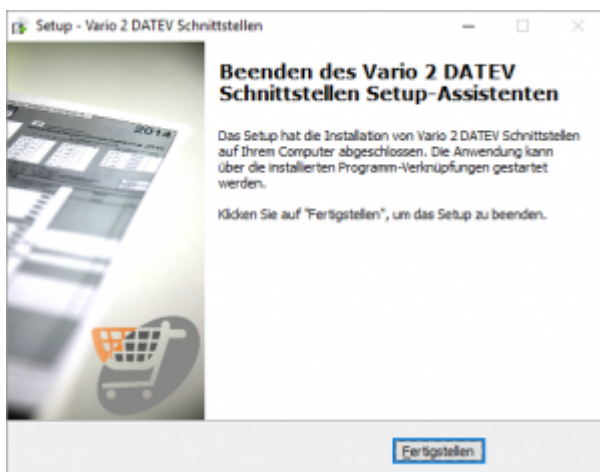 Setup - Vario 2 DATEV Schnittstellen
Beenden des Vario 2 DATEV
Schnittstellen Setup-Assistenten
Das Setup hat die Installation von Vario 2 DATEV Schnittstellen
auf Ihrem Computer abgeschlossen. Die Anwendung kann
über die installierten Programm-Verknüpfungen gestartet
werden.
Klicken Sie auf "Fertigstellen", um das Setup zu beenden.
2014
Fertigstellen